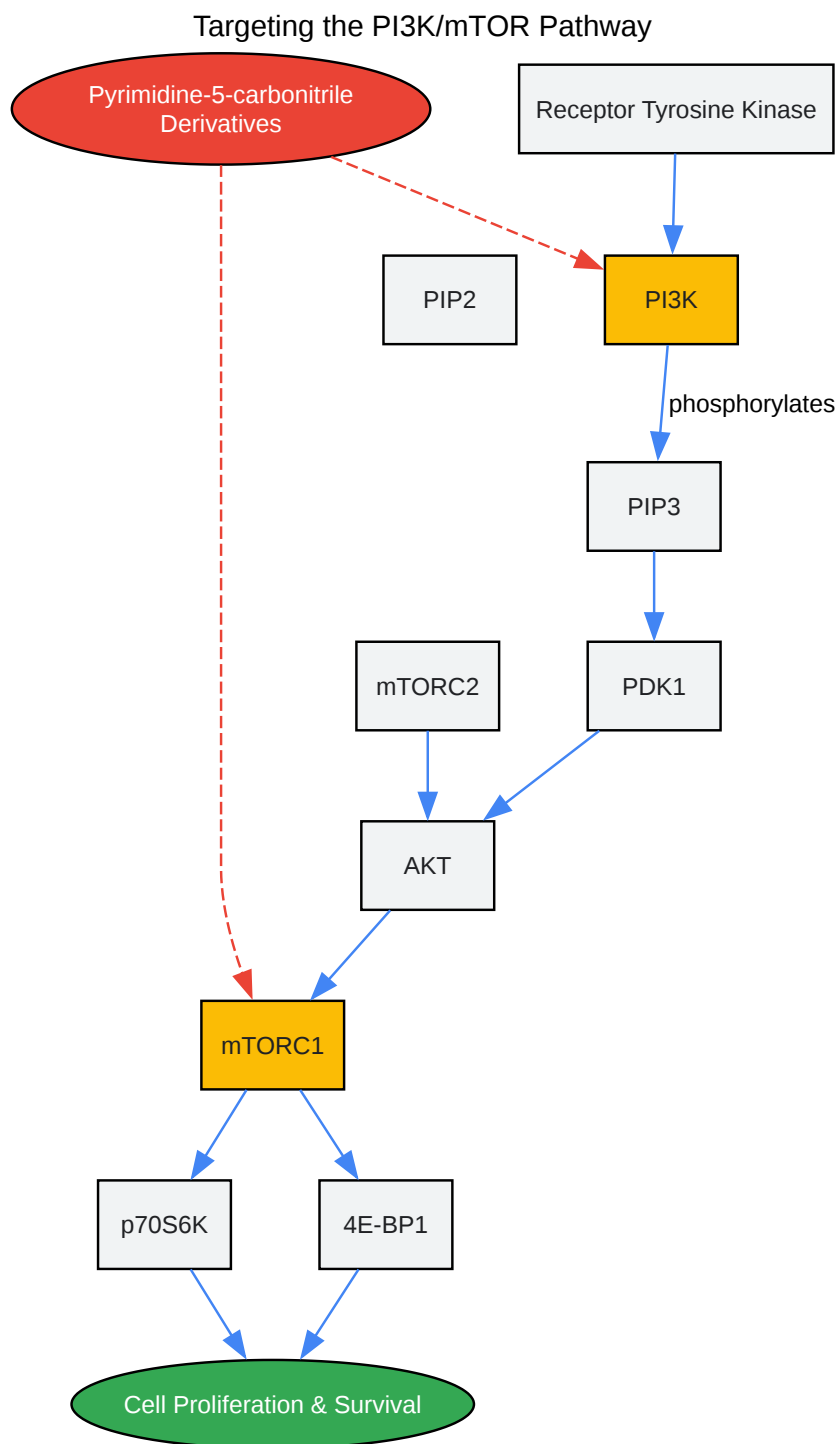 Targeting the PI3K/mTOR Pathway
Pyrimidine-5-carbonitrile
Derivatives
Receptor Tyrosine Kinase
PIP2
PI3K
phosphorylates
PIP3
mTORC2
PDK1
AKT
mTORC1
p70S6K
4E-BP1
Cell Proliferation & Survival